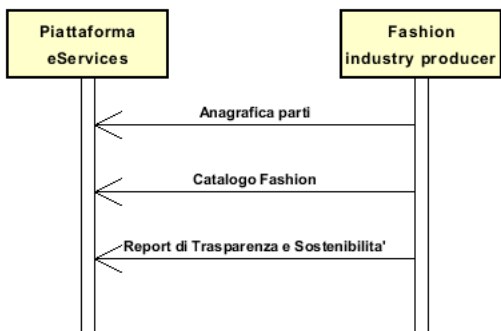 Piattaforma
eServices
Fashion
industry producer
Anagrafica parti
Catalogo Fashion
Report di Trasparenza e Sostenibilita'